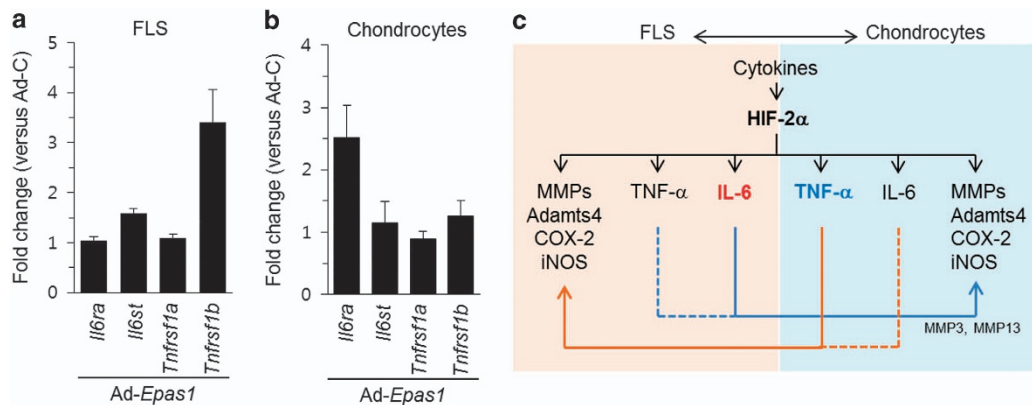 a
FLS
Fold change (versus Ad-C)
5
4
3
2
1
0
Il6ra
Il6st
Tnfrsf1a
Tnfrsf1b
Ad-Epas1
b
Chondrocytes
Fold change (versus Ad-C)
4
3
2
1
0
Il6ra
Il6st
Tnfrsf1a
Tnfrsf1b
Ad-Epas1
c
FLS Chondrocytes
Cytokines
HIF-2α
MMPs
Adamts4
COX-2
iNOS
TNF-α
IL-6
TNF-α
IL-6
MMPs
Adamts4
COX-2
iNOS
MMP3, MMP13